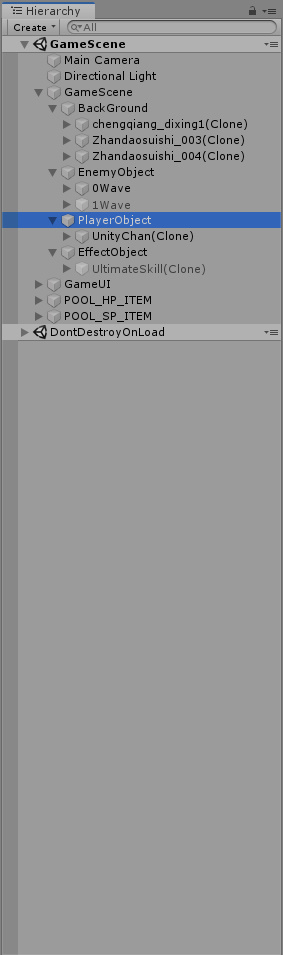 Hierarchy
Create All
GameScene
Main Camera
Directional Light
GameScene
BackGround
chengqiang_dixing1(Clone)
Zhandaosuishi_003(Clone)
Zhandaosuishi_004(Clone)
EnemyObject
0Wave
1Wave
PlayerObject
UnityChan(Clone)
EffectObject
UltimateSkill(Clone)
GameUI
POOL_HP_ITEM
POOL_SP_ITEM
DontDestroyOnLoad